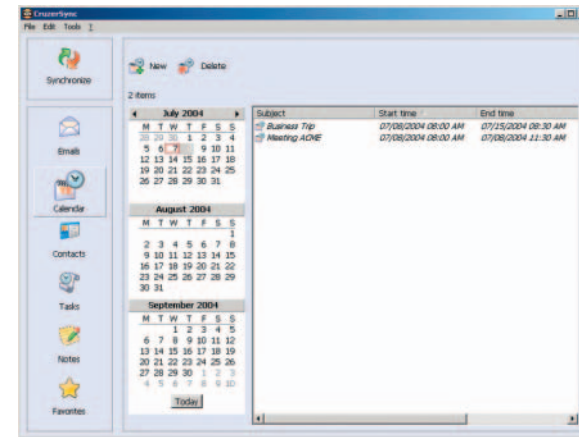 CruzerSync
File Edit Tools ?
Synchronize
Emails
Calendar
Contacts
Tasks
Notes
Favorites
New Delete
2 items
July 2004
M T W T F S S
28 29 30 1 2 3 4
5 6 7 9 10 11
12 13 14 15 16 17 18
19 20 21 22 23 24 25
26 27 28 29 30 31
August 2004
M T W T F S S
1
2 3 4 5 6 7 8
9 10 11 12 13 14 15
16 17 18 19 20 21 22
23 24 25 26 27 28 29
30 31
September 2004
M T W T F S S
1 2 3 4 5
6 7 8 9 10 11 12
13 14 15 16 17 18 19
20 21 22 23 24 25 26
27 28 29 30 1 2 3
4 5 6 7 8 9 10
Today
Subject Start time End time
Business Trip 07/08/2004 08:00 AM 07/15/2004 08:30 AM
Meeting ACME 07/08/2004 08:00 AM 07/08/2004 11:30 AM